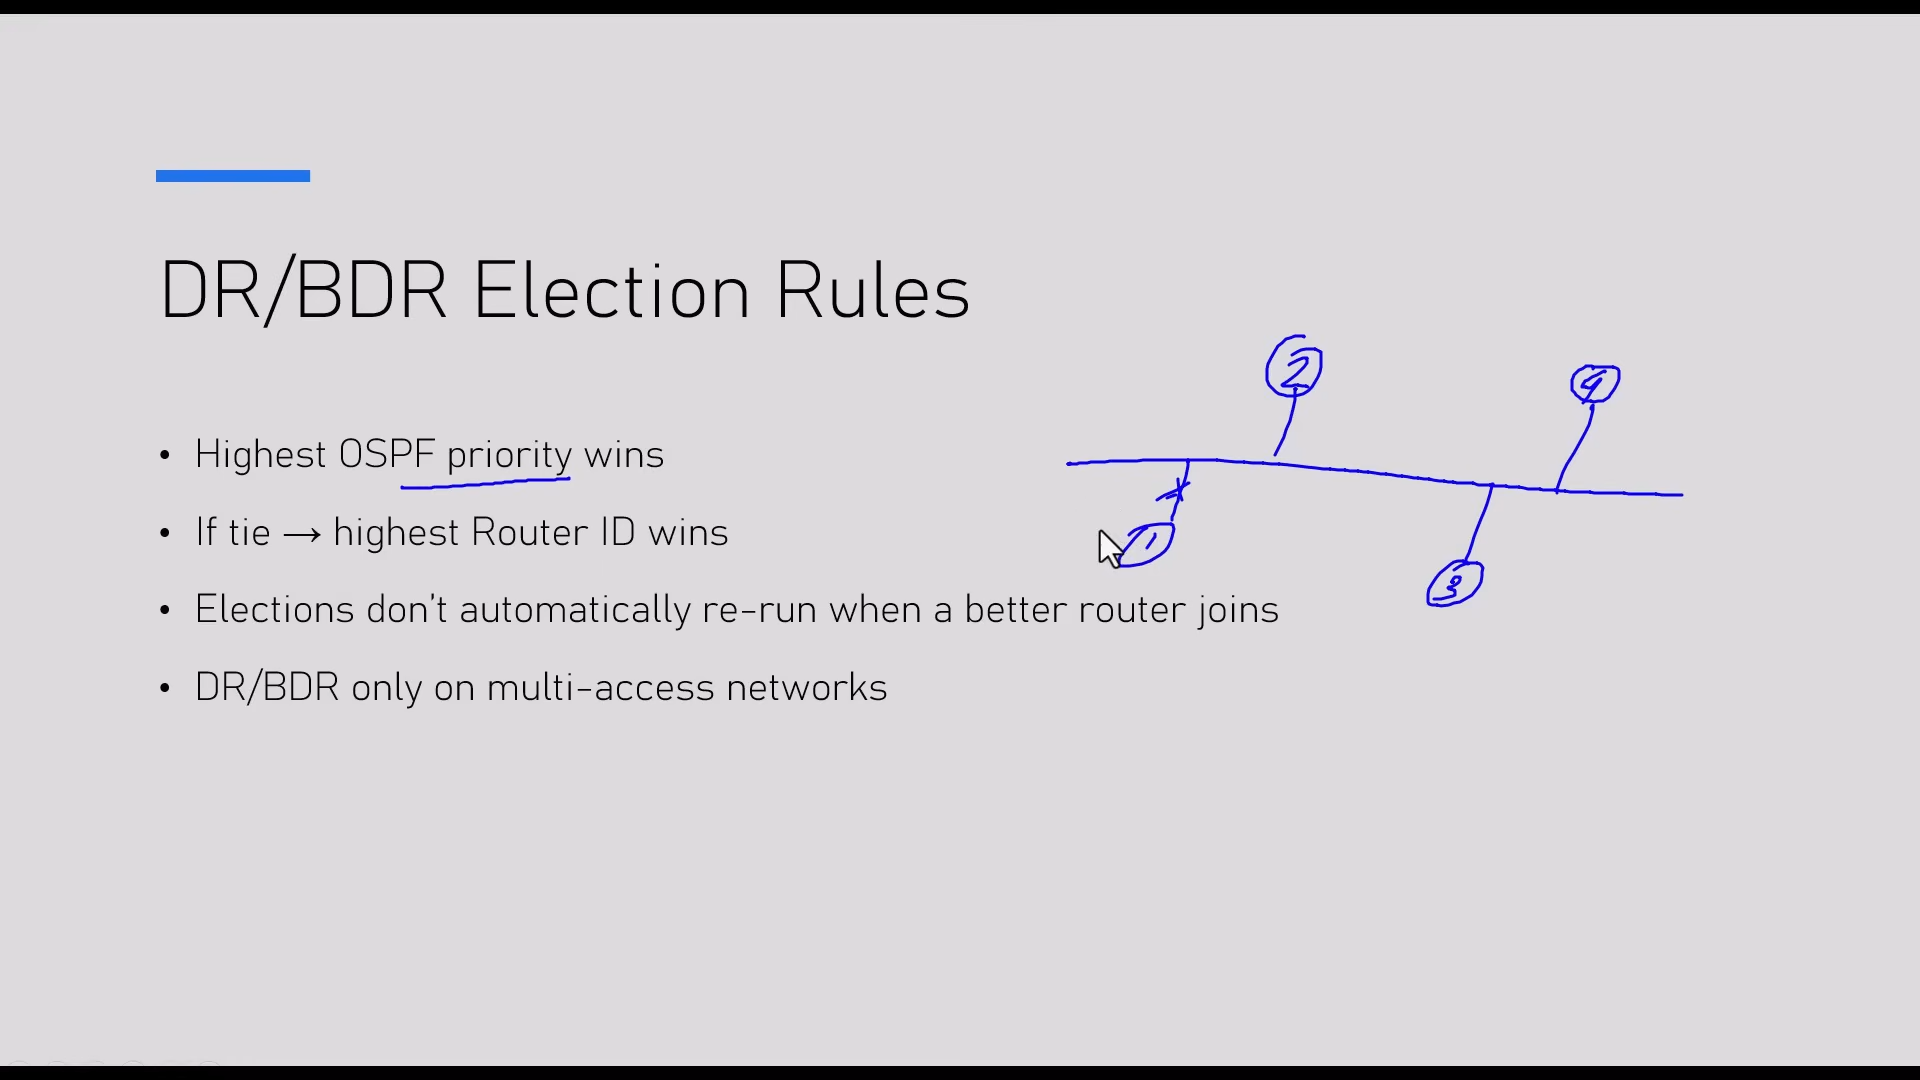 DR/BDR Election Rules
2
4
• Highest OSPF priority wins
• If tie → highest Router ID wins
1
3
• Elections don't automatically re-run when a better router joins
• DR/BDR only on multi-access networks